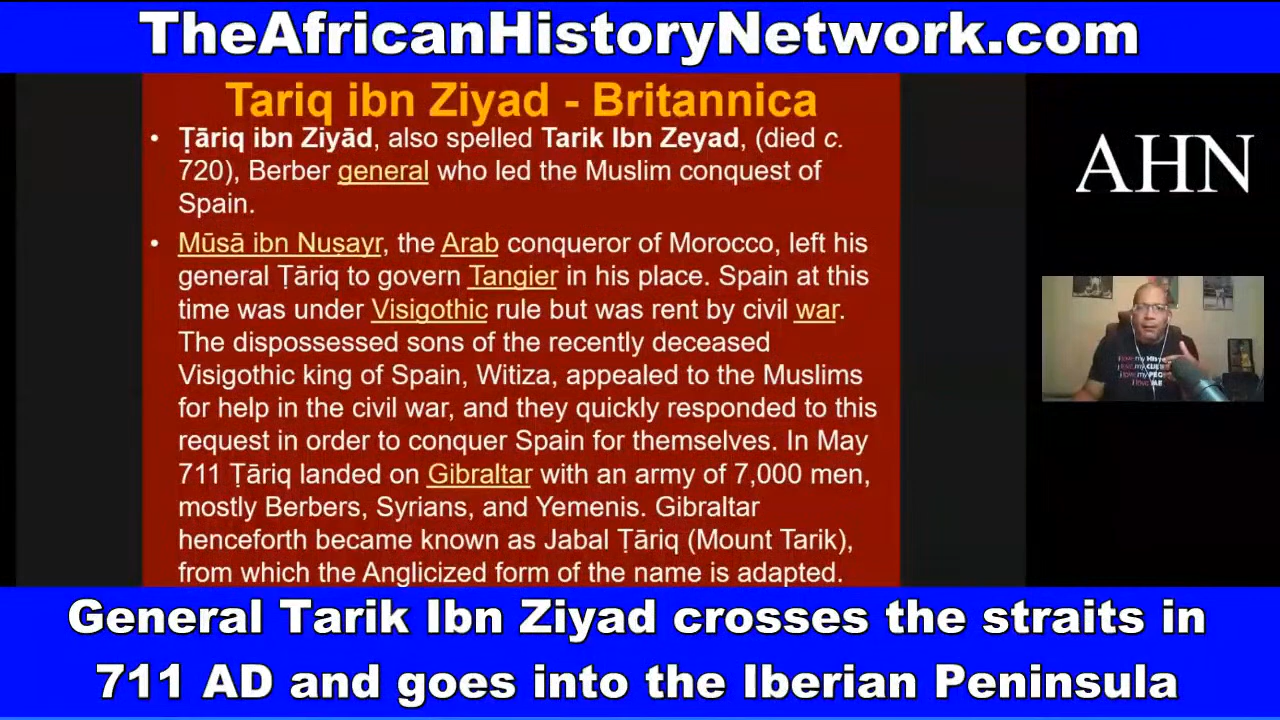 TheAfricanHistoryNetwork.com
Tariq ibn Ziyad - Britannica
• Ṭāriq ibn Ziyād, also spelled Tarik Ibn Zeyad, (died c.
720), Berber general who led the Muslim conquest of
Spain.
• Mūsā ibn Nuṣayr, the Arab conqueror of Morocco, left his
general Ṭāriq to govern Tangier in his place. Spain at this
time was under Visigothic rule but was rent by civil war.
The dispossessed sons of the recently deceased
Visigothic king of Spain, Witiza, appealed to the Muslims
for help in the civil war, and they quickly responded to this
request in order to conquer Spain for themselves. In May
711 Ṭāriq landed on Gibraltar with an army of 7,000 men,
mostly Berbers, Syrians, and Yemenis. Gibraltar
henceforth became known as Jabal Ṭāriq (Mount Tarik),
from which the Anglicized form of the name is adapted.
AHN
General Tarik Ibn Ziyad crosses the straits in
711 AD and goes into the Iberian Peninsula